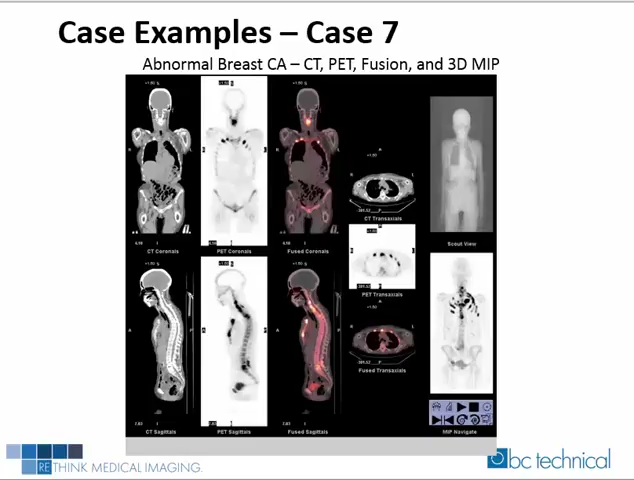 Case Examples – Case 7
Abnormal Breast CA – CT, PET, Fusion, and 3D MIP
CT Coronals
PET Coronals
Fused Coronals
CT Transaxials
Scout View
PET Transaxials
Fused Transaxials
CT Sagittals
PET Sagittals
Fused Sagittals
MIP Navigate
RETHINK MEDICAL IMAGING.
bc technical